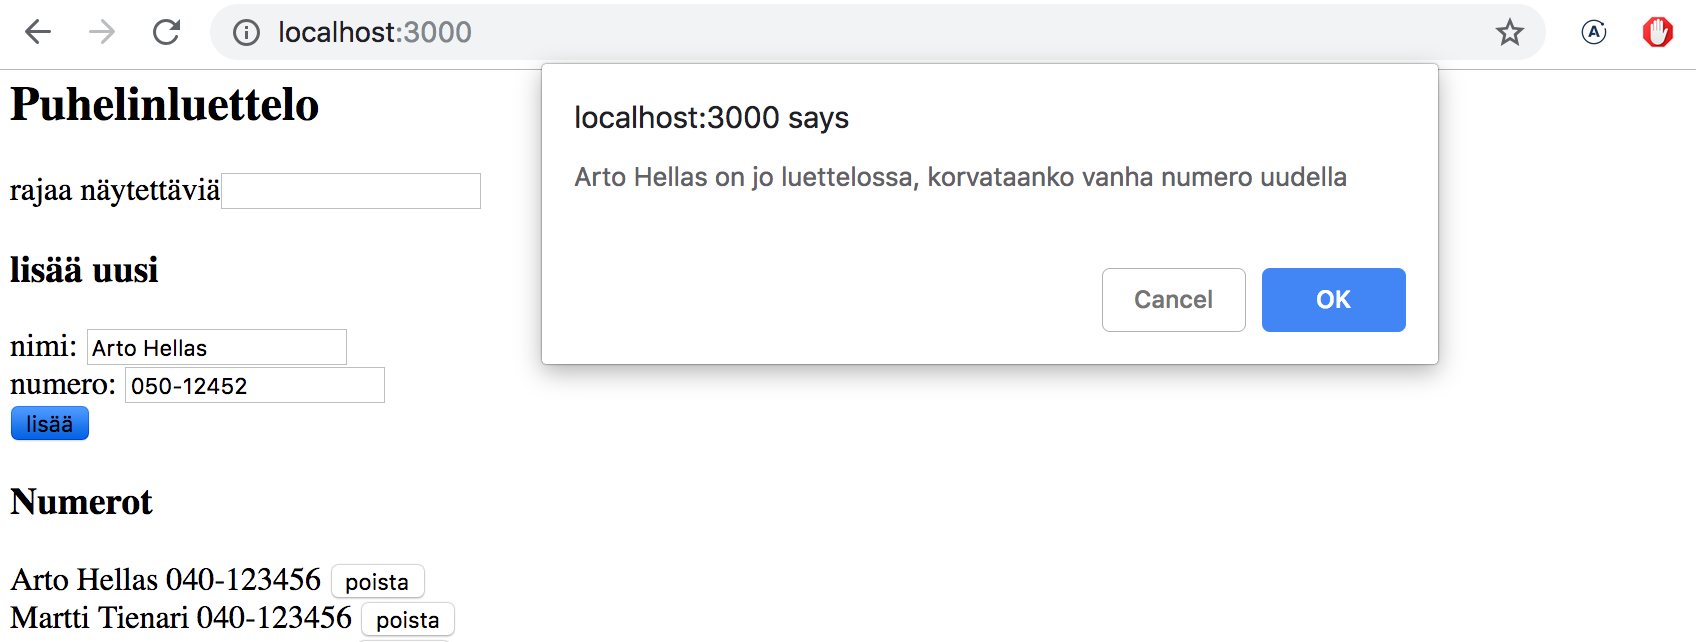 localhost:3000
A
Puhelinluettelo
localhost:3000 says
Arto Hellas on jo luettelossa, korvataanko vanha numero uudella
Cancel OK
rajaa näytettäviä
lisää uusi
nimi: Arto Hellas
numero: 050-12452
lisää
Numerot
Arto Hellas 040-123456 poista
Martti Tienari 040-123456 poista